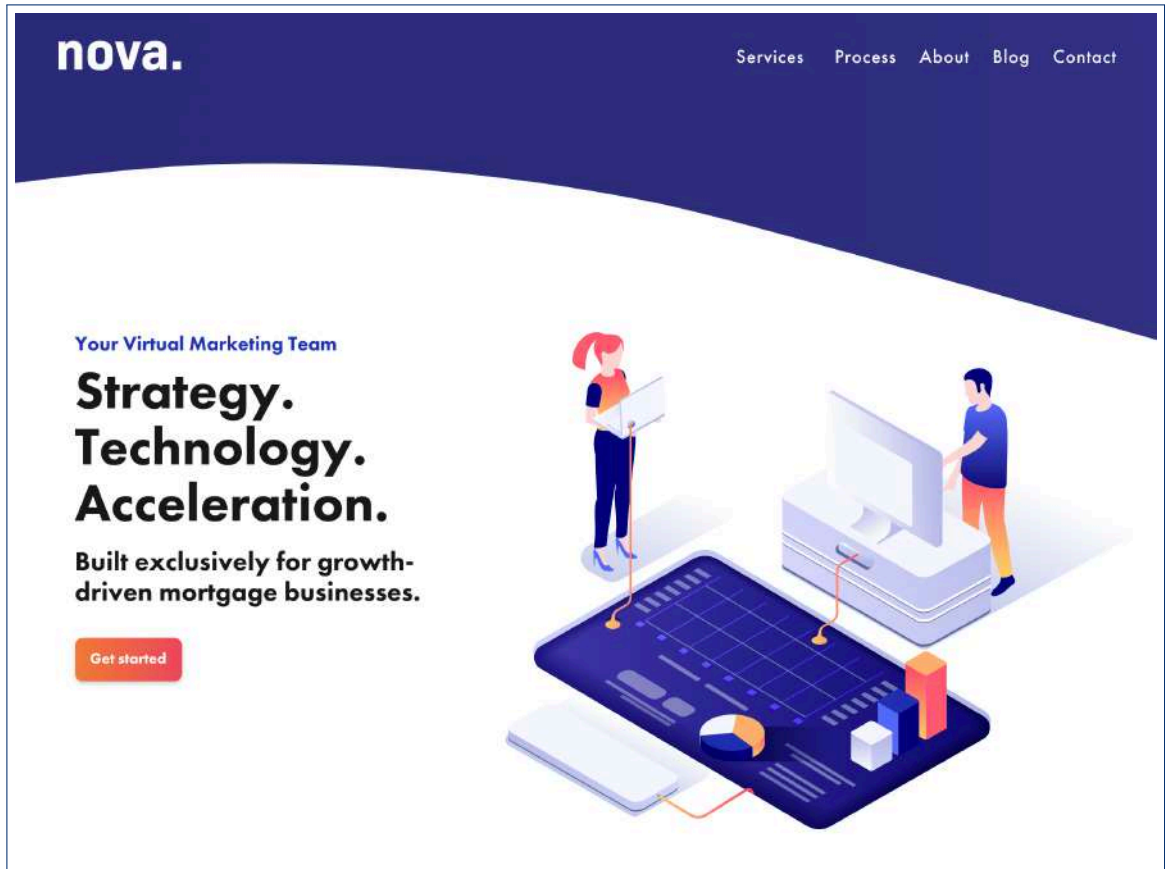 nova.
Services Process About Blog Contact
Your Virtual Marketing Team
Strategy.
Technology.
Acceleration.
Built exclusively for growth-
driven mortgage businesses.
Get started